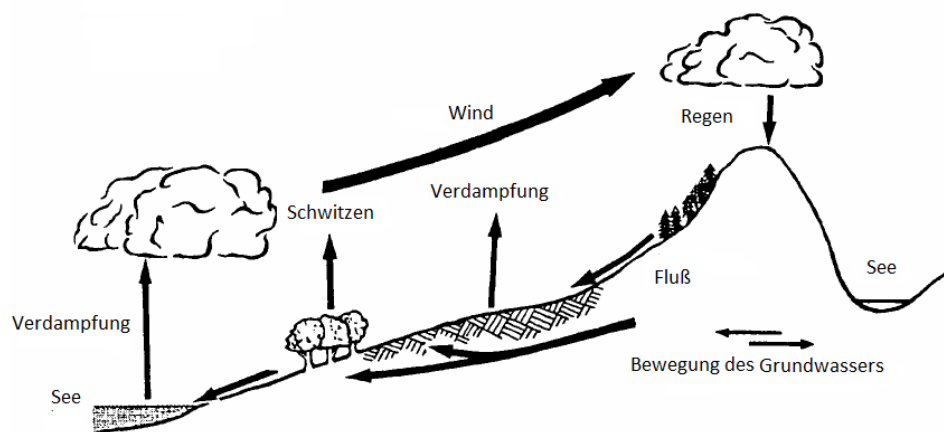 Wind
Regen
Verdampfung
Schwitzen
See
Fluß
Verdampfung
Bewegung des Grundwassers
See